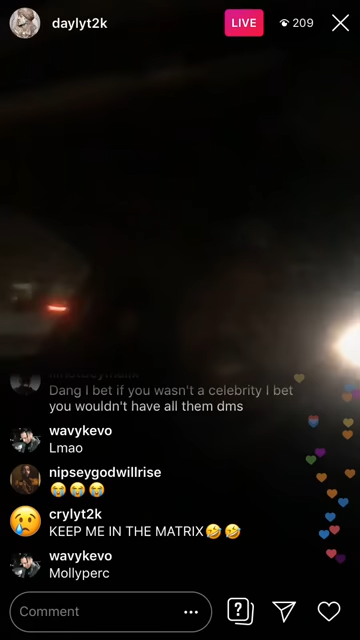 daylyt2k
LIVE
209
Dang I bet if you wasn't a celebrity I bet
you wouldn't have all them dms
wavykevo
Lmao
nipseygodwillrise
😭😭😭
crylyt2k
KEEP ME IN THE MATRIX🤣🤣
wavykevo
Mollyperc
Comment